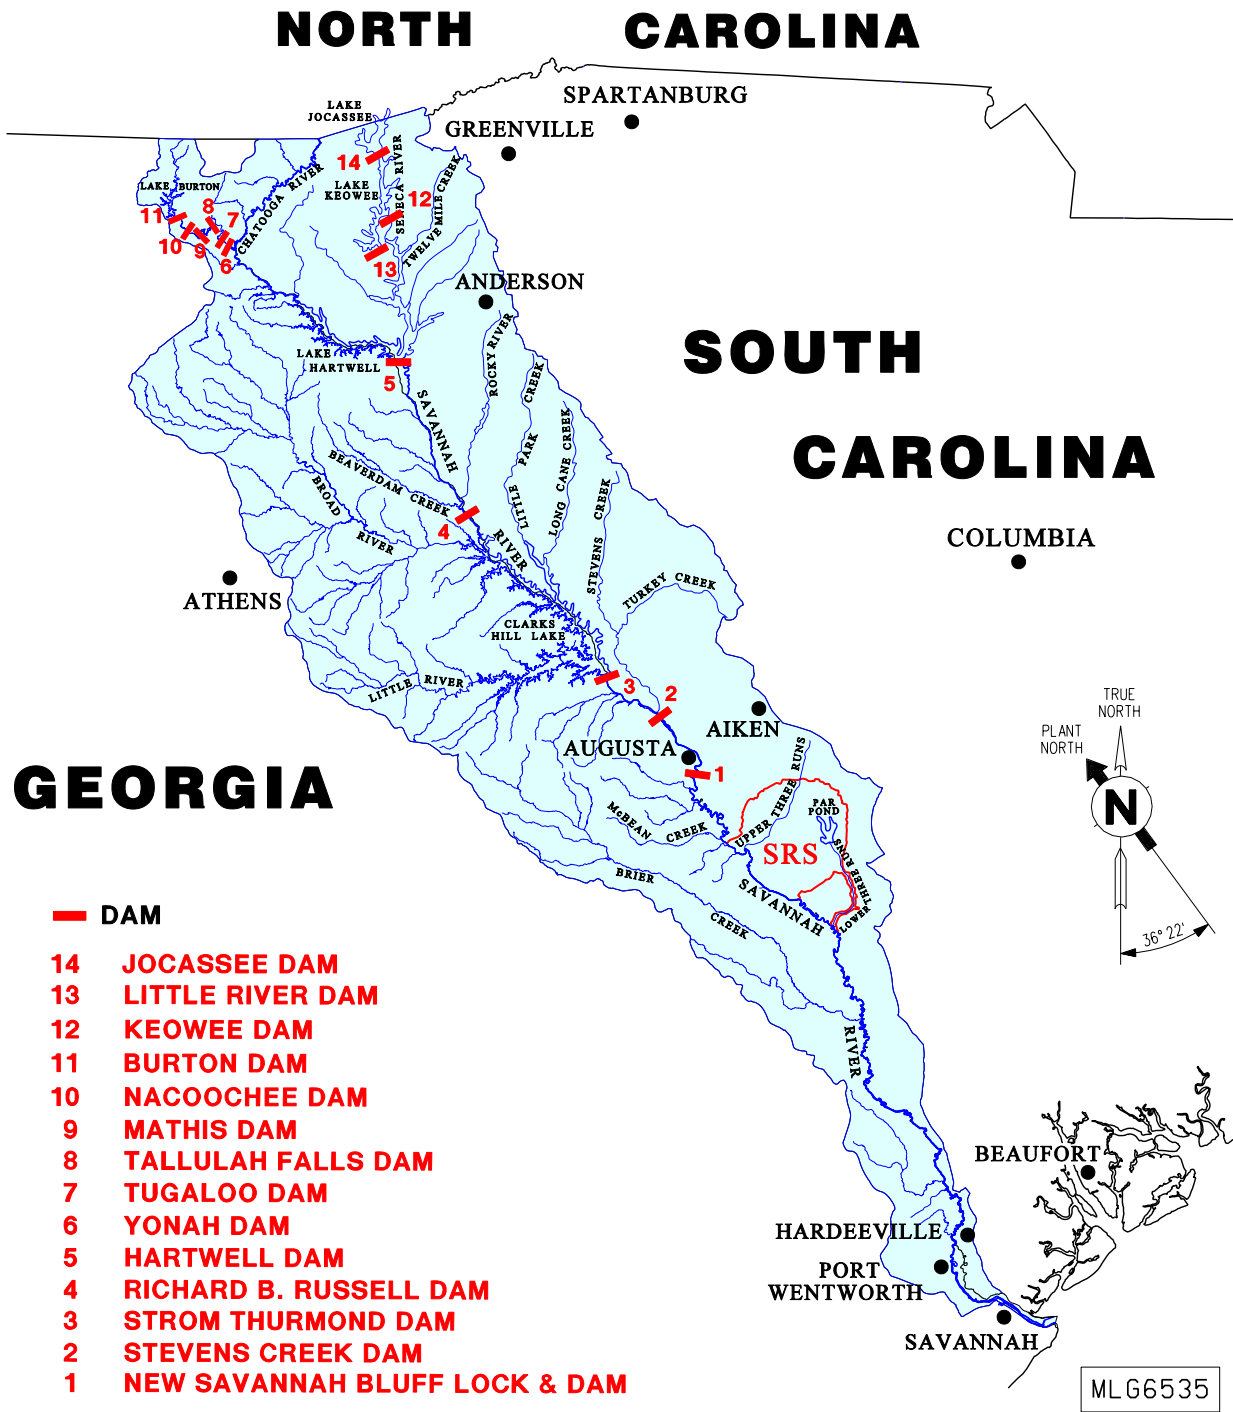 NORTH CAROLINA
SPARTANBURG
LAKE
JOCASSEE
GREENVILLE
14
SENECA RIVER
TWELVE MILE CREEK
LAKE
KEOWEE
12
13
LAKE BURTON
CHATOOGA RIVER
11
8
7
10
9
6
ANDERSON
SOUTH
CAROLINA
LAKE
HARTWELL
5
ROCKY RIVER
LITTLE PARK CREEK
LONG CANE CREEK
STEVENS CREEK
SAVANNAH
RIVER
BEAVERDAM CREEK
BROAD
RIVER
4
COLUMBIA
ATHENS
TURKEY CREEK
CLARKS
HILL LAKE
LITTLE RIVER
3
2
AIKEN
AUGUSTA
1
TRUE
NORTH
PLANT
NORTH
N
36° 22'
GEORGIA
UPPER THREE RUNS
PAR
POND
McBEAN CREEK
SRS
LOWER THREE RUNS
BRIER
CREEK
SAVANNAH
RIVER
DAM
14 JOCASSEE DAM
13 LITTLE RIVER DAM
12 KEOWEE DAM
11 BURTON DAM
10 NACOOCHEE DAM
9 MATHIS DAM
8 TALLULAH FALLS DAM
7 TUGALOO DAM
6 YONAH DAM
5 HARTWELL DAM
4 RICHARD B. RUSSELL DAM
3 STROM THURMOND DAM
2 STEVENS CREEK DAM
1 NEW SAVANNAH BLUFF LOCK & DAM
BEAUFORT
HARDEEVILLE
PORT
WENTWORTH
SAVANNAH
MLG6535